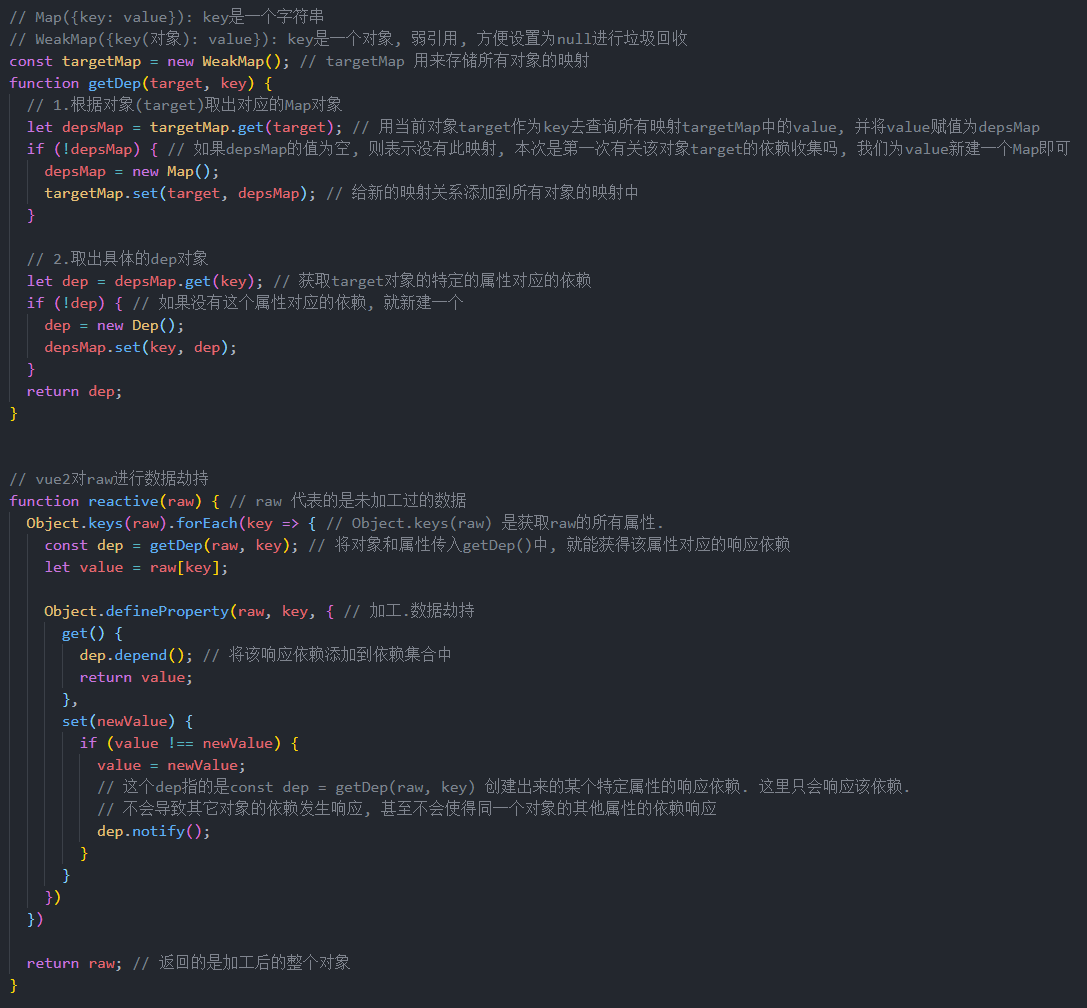 // Map({key: value}): key是一个字符串
// WeakMap({key(对象): value}): key是一个对象, 弱引用, 方便设置为null进行垃圾回收
const targetMap = new WeakMap(); // targetMap 用来存储所有对象的映射
function getDep(target, key) {
  // 1.根据对象(target)取出对应的Map对象
  let depsMap = targetMap.get(target); // 用当前对象target作为key去查询所有映射targetMap中的value, 并将value赋值为depsMap
  if (!depsMap) { // 如果depsMap的值为空, 则表示没有此映射, 本次是第一次有关该对象target的依赖收集吗, 我们为value新建一个Map即可
    depsMap = new Map();
    targetMap.set(target, depsMap); // 给新的映射关系添加到所有对象的映射中
  }

  // 2.取出具体的dep对象
  let dep = depsMap.get(key); // 获取target对象的特定的属性对应的依赖
  if (!dep) { // 如果没有这个属性对应的依赖, 就新建一个
    dep = new Dep();
    depsMap.set(key, dep);
  }
  return dep;
}


// vue2对raw进行数据劫持
function reactive(raw) { // raw 代表的是未加工过的数据
  Object.keys(raw).forEach(key => { // Object.keys(raw) 是获取raw的所有属性.
    const dep = getDep(raw, key); // 将对象和属性传入getDep()中, 就能获得该属性对应的响应依赖
    let value = raw[key];

    Object.defineProperty(raw, key, { // 加工.数据劫持
      get() {
        dep.depend(); // 将该响应依赖添加到依赖集合中
        return value;
      },
      set(newValue) {
        if (value !== newValue) {
          value = newValue;
          // 这个dep指的是const dep = getDep(raw, key) 创建出来的某个特定属性的响应依赖. 这里只会响应该依赖.
          // 不会导致其它对象的依赖发生响应, 甚至不会使得同一个对象的其他属性的依赖响应
          dep.notify();
        }
      }
    })
  })

  return raw; // 返回的是加工后的整个对象
}